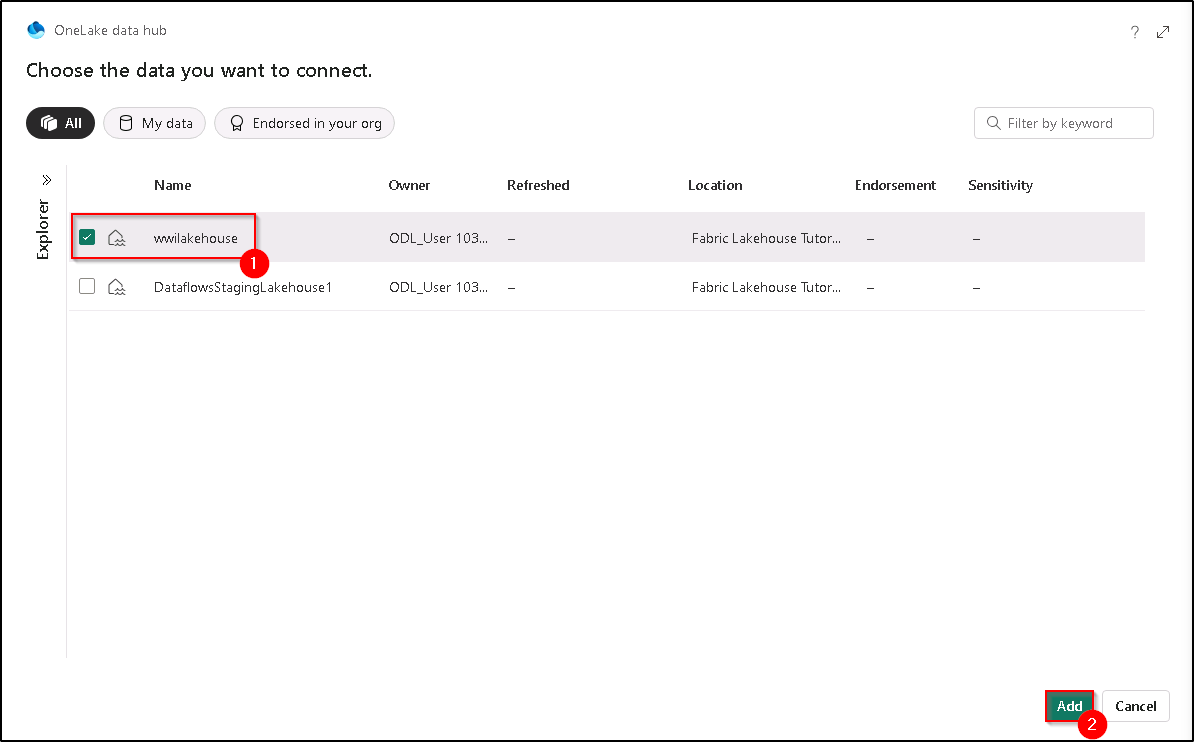 OneLake data hub
?
Choose the data you want to connect.
All My data Endorsed in your org Filter by keyword
Explorer
Name Owner Refreshed Location Endorsement Sensitivity
wwilakehouse ODL_User 103... – Fabric Lakehouse Tutor... – –
1
DataflowsStagingLakehouse1 ODL_User 103... – Fabric Lakehouse Tutor... – –
Add Cancel
2